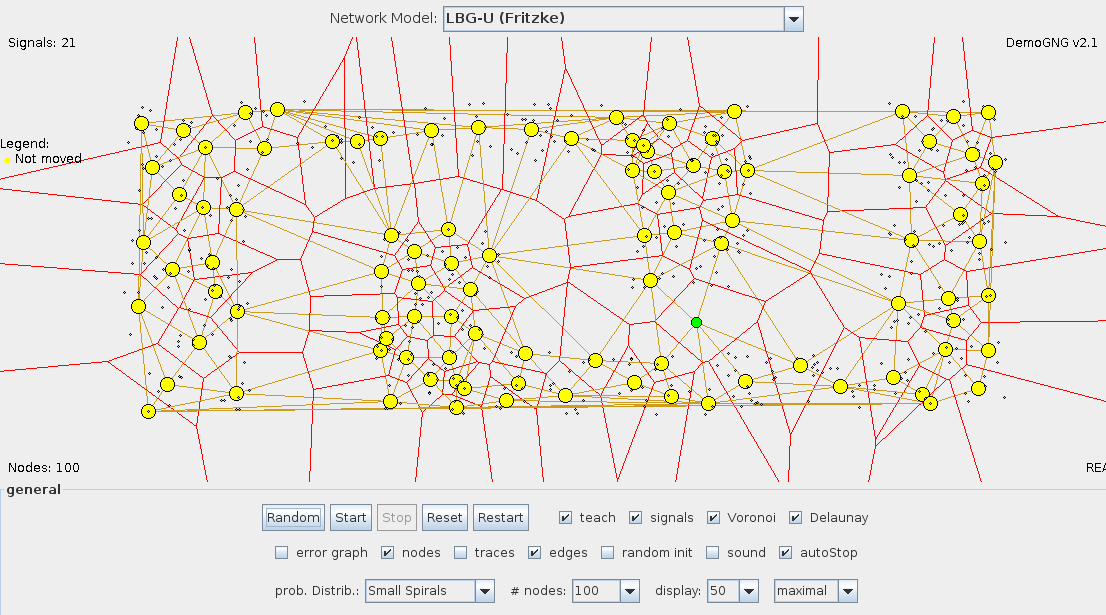 Network Model: LBG-U (Fritzke)
Signals: 21
DemoGNG v2.1
Legend:
Not moved
Nodes: 100
REA
general
Random Start Stop Reset Restart teach signals Voronoi Delaunay
error graph nodes traces edges random init sound autoStop
prob. Distrib.: Small Spirals # nodes: 100 display: 50 maximal